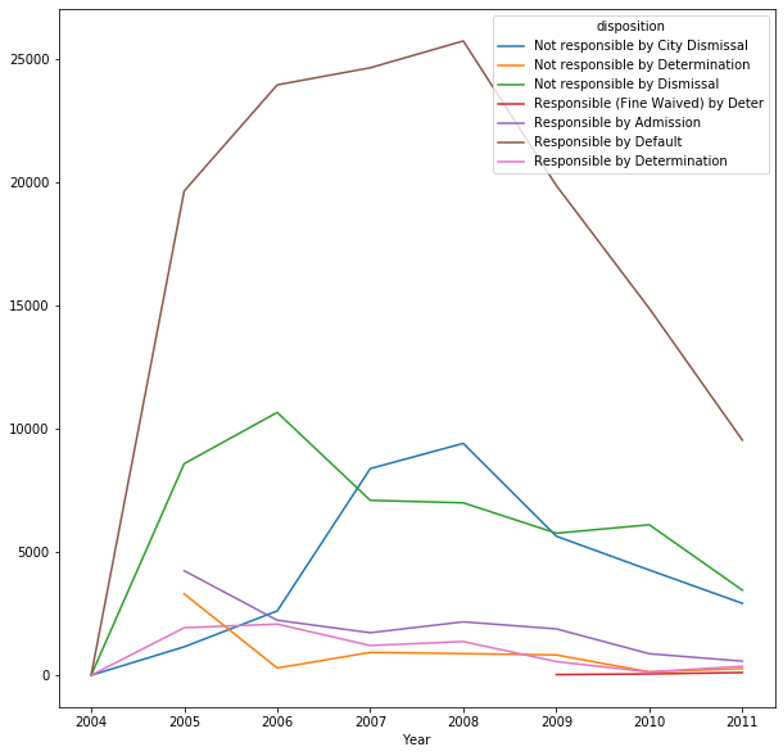 disposition
Not responsible by City Dismissal
Not responsible by Determination
Not responsible by Dismissal
Responsible (Fine Waived) by Deter
Responsible by Admission
Responsible by Default
Responsible by Determination
25000
20000
15000
10000
5000
0
2004 2005 2006 2007 2008 2009 2010 2011
Year